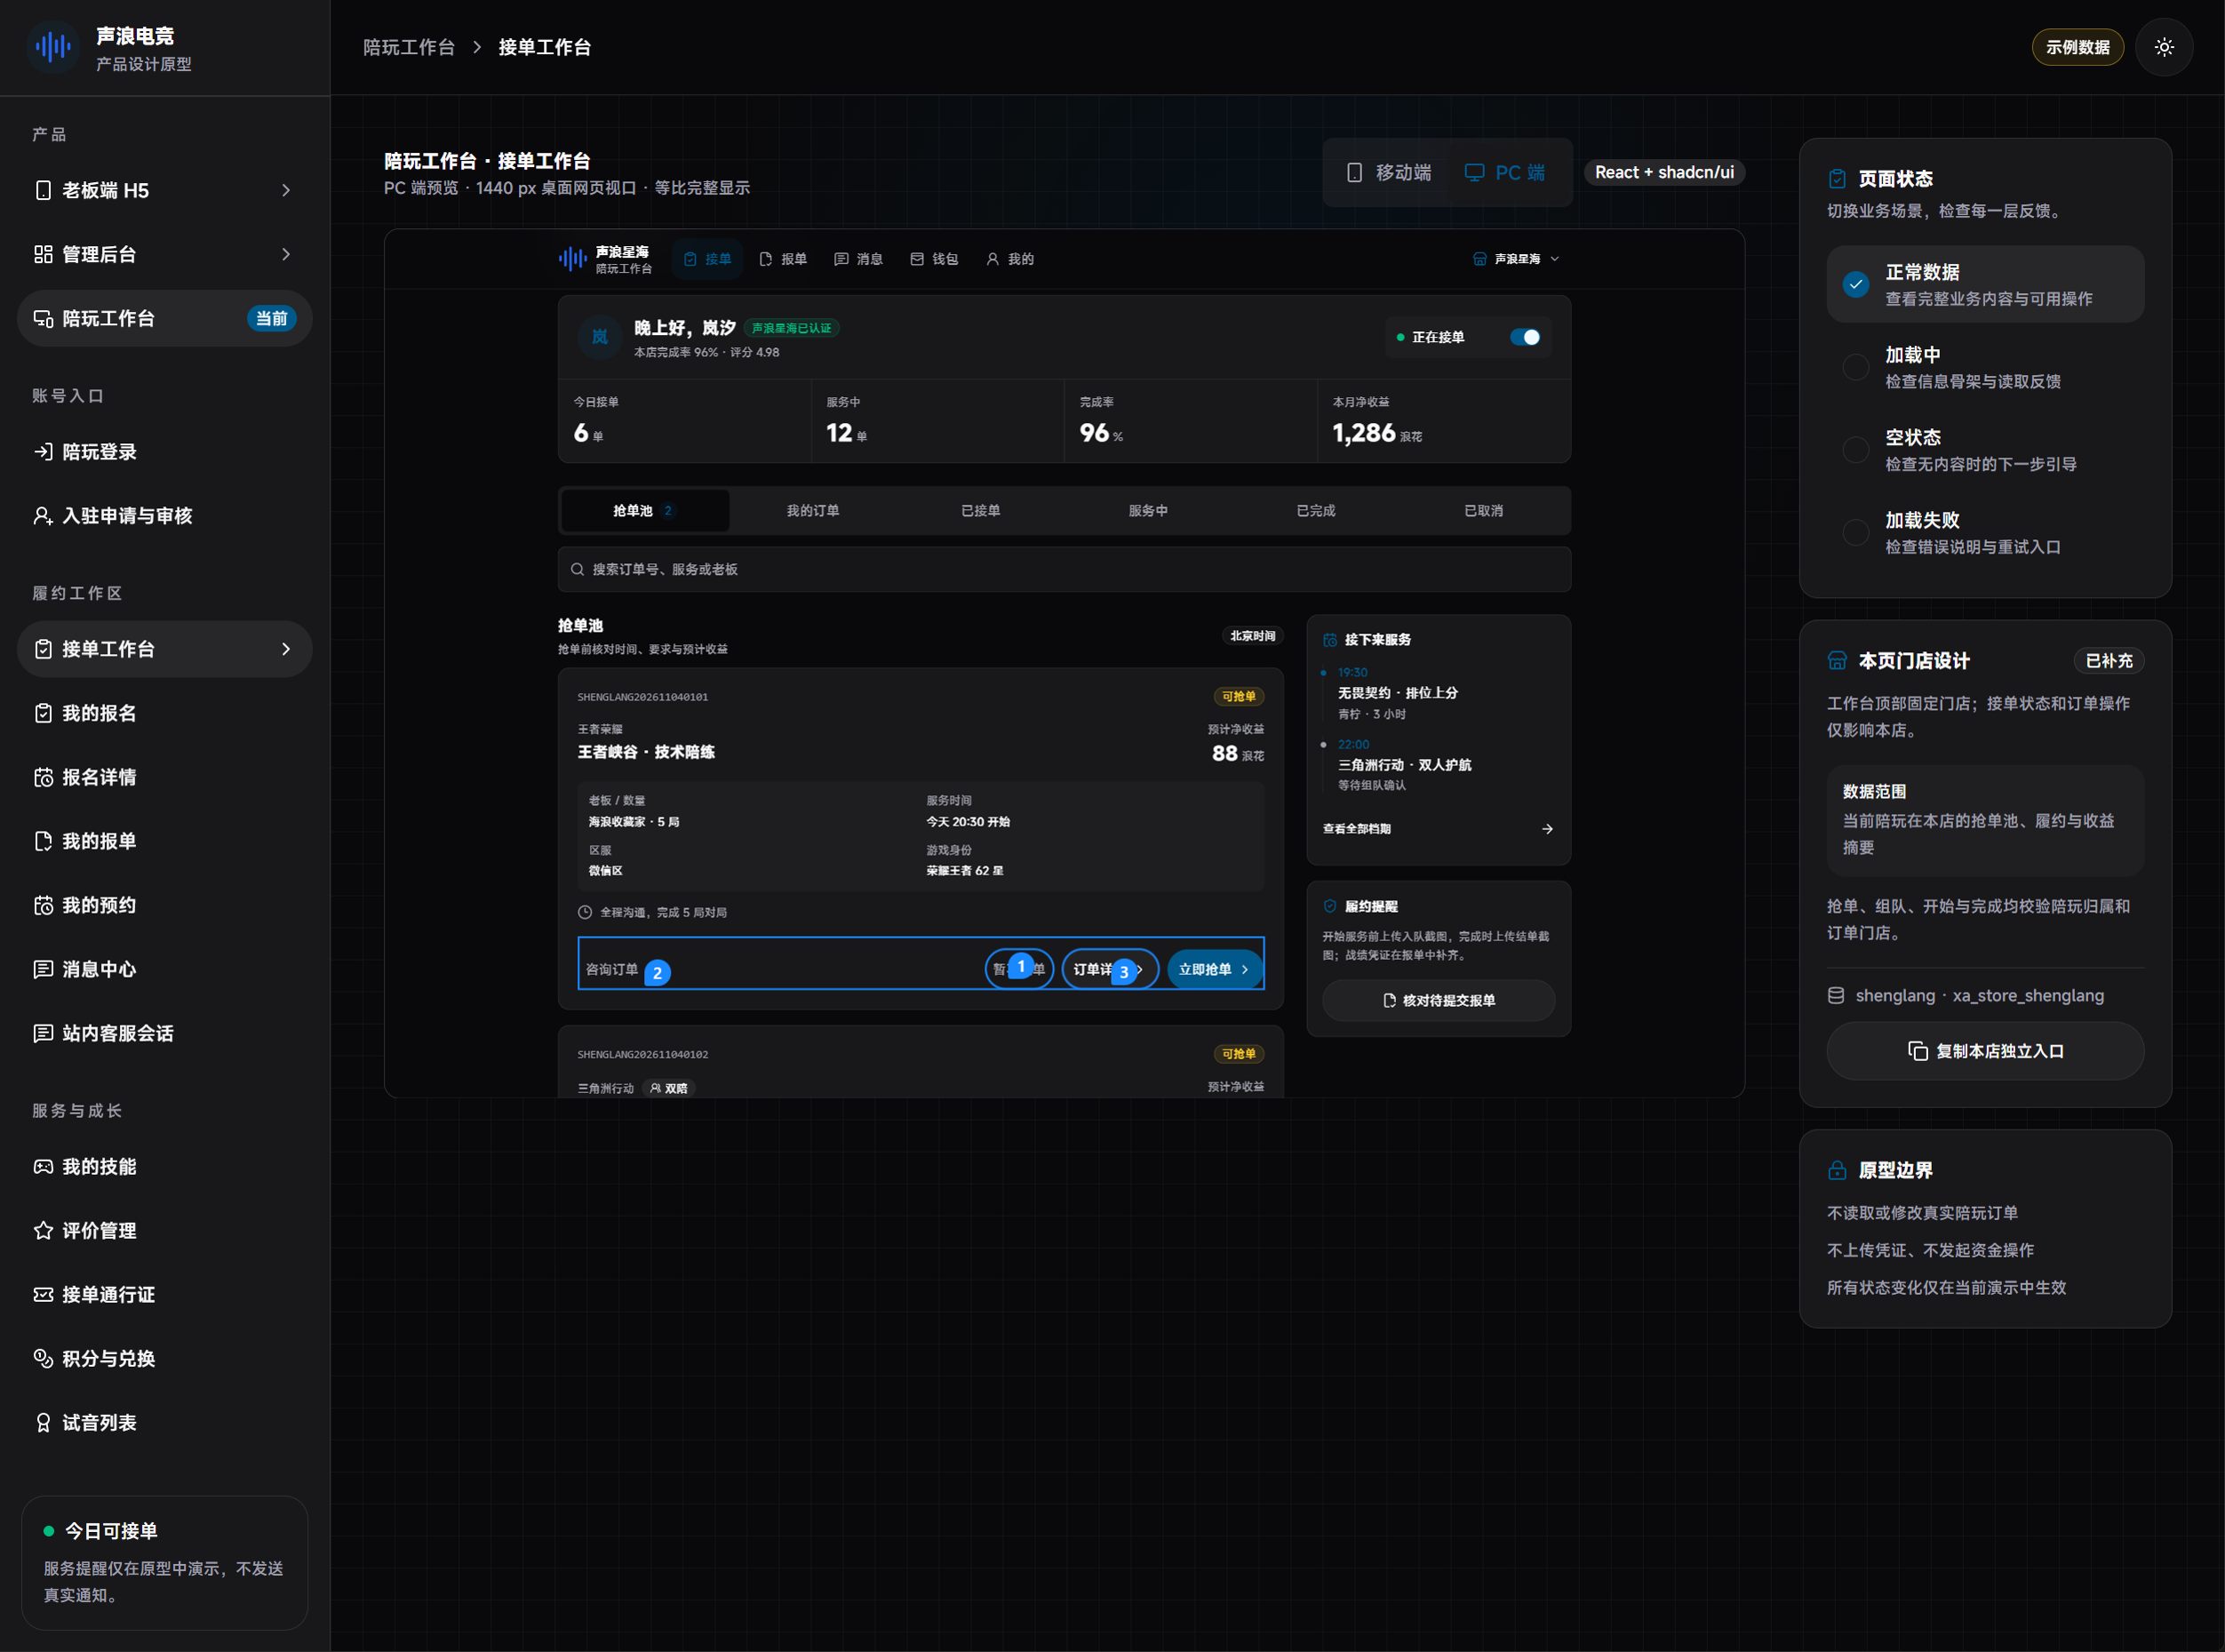 声浪电竞
产品设计原型
产品
老板端 H5
管理后台
陪玩工作台 当前
账号入口
陪玩登录
入驻申请与审核
履约工作区
接单工作台
我的报名
报名详情
我的报单
我的预约
消息中心
站内客服会话
服务与成长
我的技能
评价管理
接单通行证
积分与兑换
试音列表
今日可接单
服务提醒仅在原型中演示，不发送
真实通知。
陪玩工作台 > 接单工作台
示例数据
陪玩工作台 · 接单工作台
PC 端预览 · 1440 px 桌面网页视口 · 等比完整显示
移动端 PC 端 React + shadcn/ui
声浪星海
陪玩工作台
接单 报单 消息 钱包 我的 声浪星海
岚 晚上好，岚汐 声浪星海已认证
本店完成率 96% · 评分 4.98
正在接单
今日接单 服务中 完成率 本月净收益
6 单 12 单 96 % 1,286 浪花
抢单池 2 我的订单 已接单 服务中 已完成 已取消
搜索订单号、服务或老板
抢单池
抢单前核对时间、要求与预计收益
北京时间
SHENGLANG202611040101 可抢单
王者荣耀 预计净收益
王者峡谷 · 技术陪练 88 浪花
老板 / 数量 服务时间
海浪收藏家 · 5 局 今天 20:30 开始
区服 游戏身份
微信区 荣耀王者 62 星
全程沟通，完成 5 局对局
咨询订单 2 暂 1 单 订单详 3 立即抢单
SHENGLANG202611040102 可抢单
三角洲行动 双陪 预计净收益
接下来服务
19:30
无畏契约 · 排位上分
青柠 · 3 小时
22:00
三角洲行动 · 双人护航
等待组队确认
查看全部档期
履约提醒
开始服务前上传入队截图，完成时上传结单截
图；战绩凭证在报单中补齐。
核对待提交报单
页面状态
切换业务场景，检查每一层反馈。
正常数据
查看完整业务内容与可用操作
加载中
检查信息骨架与读取反馈
空状态
检查无内容时的下一步引导
加载失败
检查错误说明与重试入口
本页门店设计 已补充
工作台顶部固定门店；接单状态和订单操作
仅影响本店。
数据范围
当前陪玩在本店的抢单池、履约与收益
摘要
抢单、组队、开始与完成均校验陪玩归属和
订单门店。
shenglang · xa_store_shenglang
复制本店独立入口
原型边界
不读取或修改真实陪玩订单
不上传凭证、不发起资金操作
所有状态变化仅在当前演示中生效